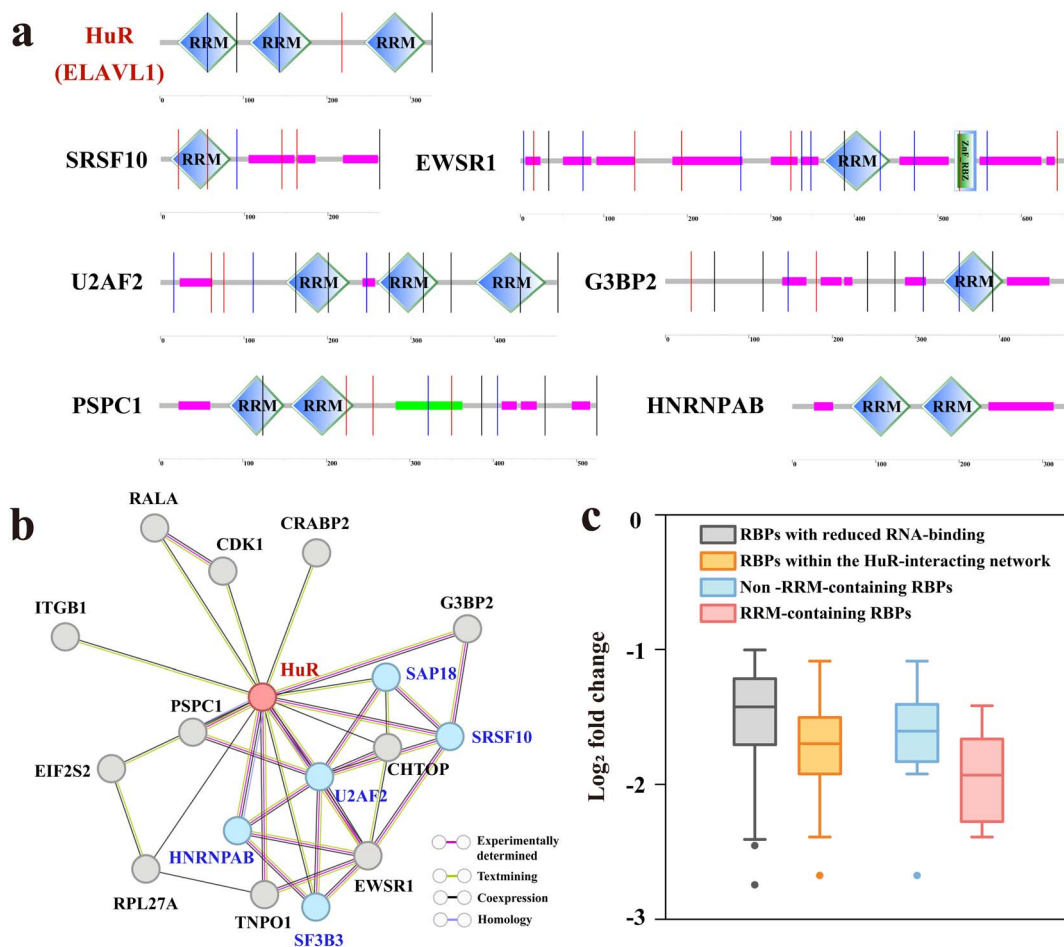 a
HuR
(ELAVL1)
RRM RRM RRM
0 100 200 300
SRSF10
RRM
0 100 200
EWSR1
RRM ZnF_RBZ
0 100 200 300 400 500 600
U2AF2
RRM RRM RRM
0 100 200 300 400
G3BP2
RRM
0 100 200 300 400
PSPC1
RRM RRM
0 100 200 300 400 500
HNRNPAB
RRM RRM
0 100 200 300
b
RALA
CDK1
CRABP2
ITGB1
G3BP2
HuR
SAP18
PSPC1
SRSF10
EIF2S2
CHTOP
U2AF2
HNRNPAB
EWSR1
RPL27A
TNPO1
SF3B3
Experimentally
determined
Textmining
Coexpression
Homology
c
Log₂ fold change
0
-1
-2
-3
RBPs with reduced RNA-binding
RBPs within the HuR-interacting network
Non -RRM-containing RBPs
RRM-containing RBPs